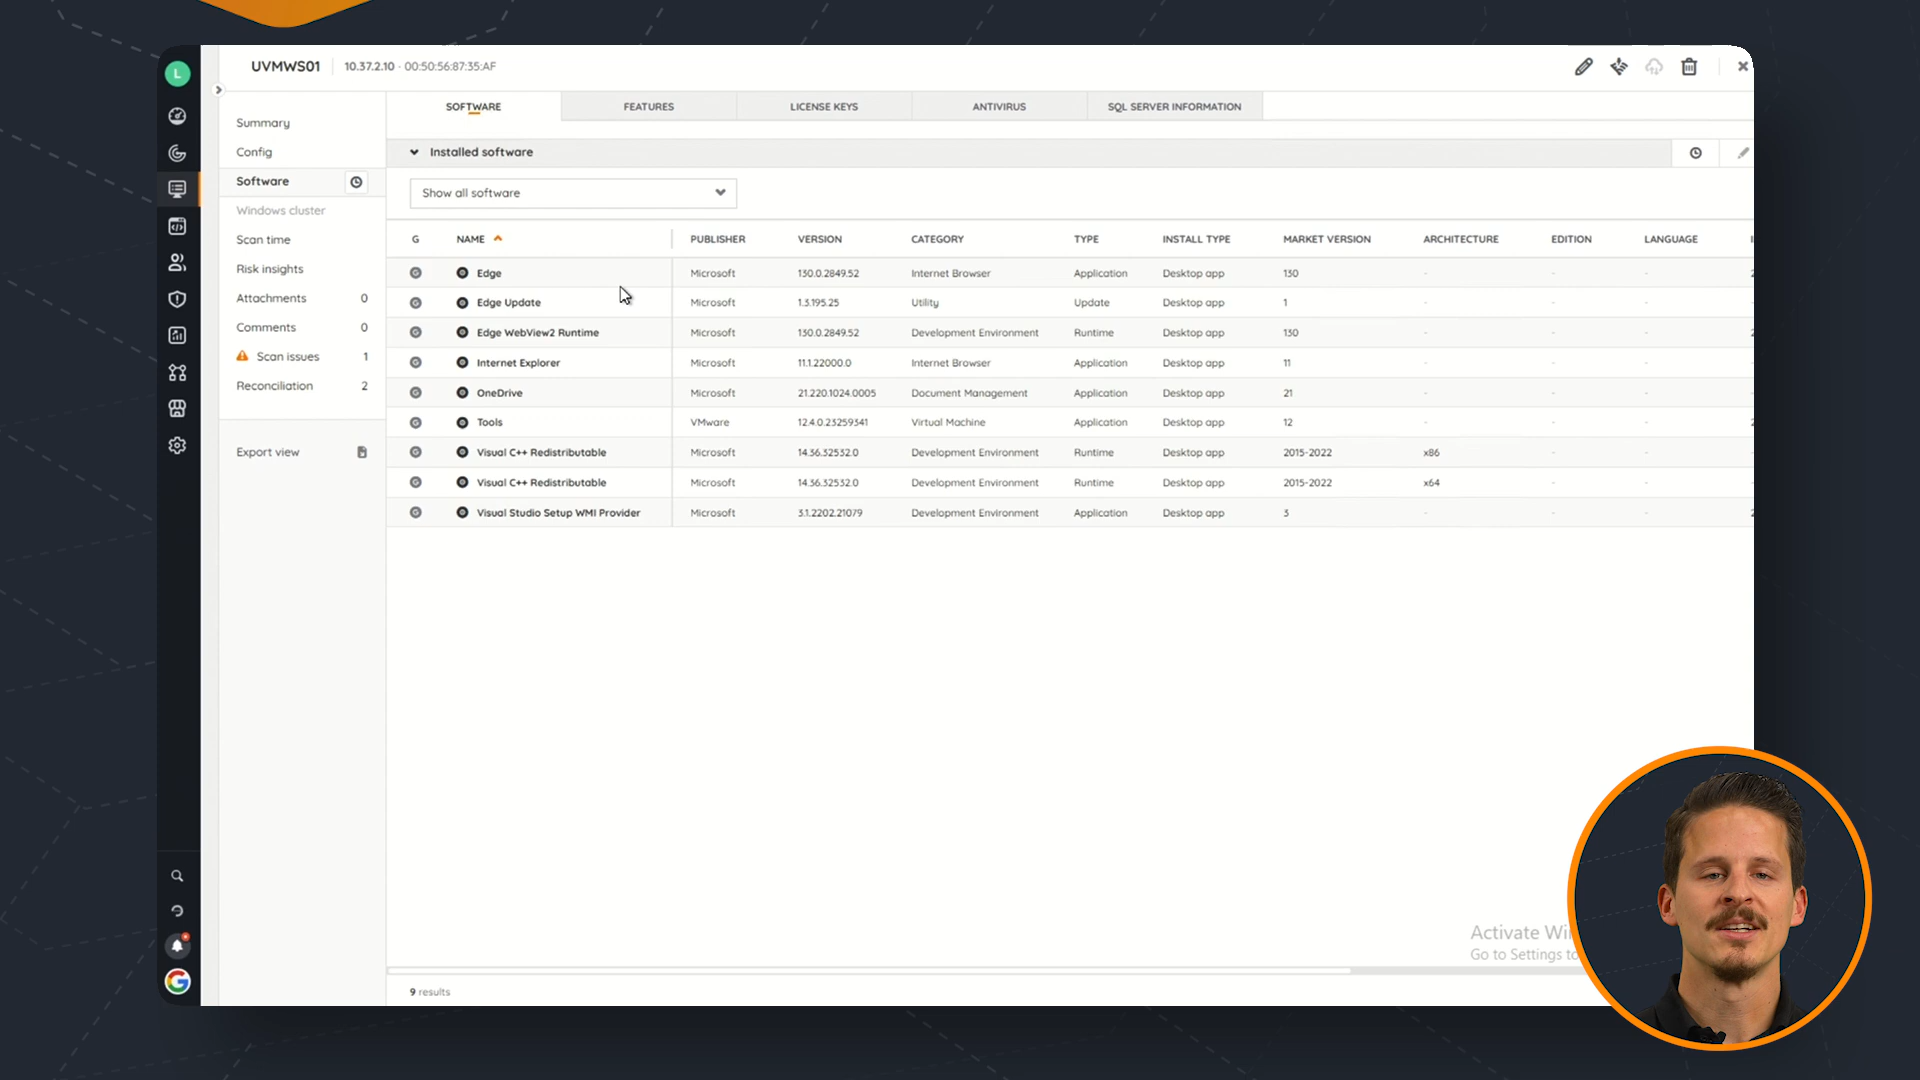 L
UVMWS01 10.37.2.10 - 00:50:56:87:35:AF
Summary
Config
Software
Windows cluster
Scan time
Risk insights
Attachments 0
Comments 0
Scan issues 1
Reconciliation 2
Export view
SOFTWARE FEATURES LICENSE KEYS ANTIVIRUS SQL SERVER INFORMATION
Installed software
Show all software
G NAME PUBLISHER VERSION CATEGORY TYPE INSTALL TYPE MARKET VERSION ARCHITECTURE EDITION LANGUAGE
G Edge Microsoft 130.0.2849.52 Internet Browser Application Desktop app 130 - - -
G Edge Update Microsoft 1.3.195.25 Utility Update Desktop app 1 - - -
G Edge WebView2 Runtime Microsoft 130.0.2849.52 Development Environment Runtime Desktop app 130 - - -
G Internet Explorer Microsoft 11.1.22000.0 Internet Browser Application Desktop app 11 - - -
G OneDrive Microsoft 21.220.1024.0005 Document Management Application Desktop app 21 - - -
G Tools VMware 12.4.0.23259341 Virtual Machine Application Desktop app 12 - - -
G Visual C++ Redistributable Microsoft 14.36.32532.0 Development Environment Runtime Desktop app 2015-2022 x86 - -
G Visual C++ Redistributable Microsoft 14.36.32532.0 Development Environment Runtime Desktop app 2015-2022 x64 - -
G Visual Studio Setup WMI Provider Microsoft 3.1.2202.21079 Development Environment Application Desktop app 3 - - -
Activate Wi
Go to Settings to
9 results